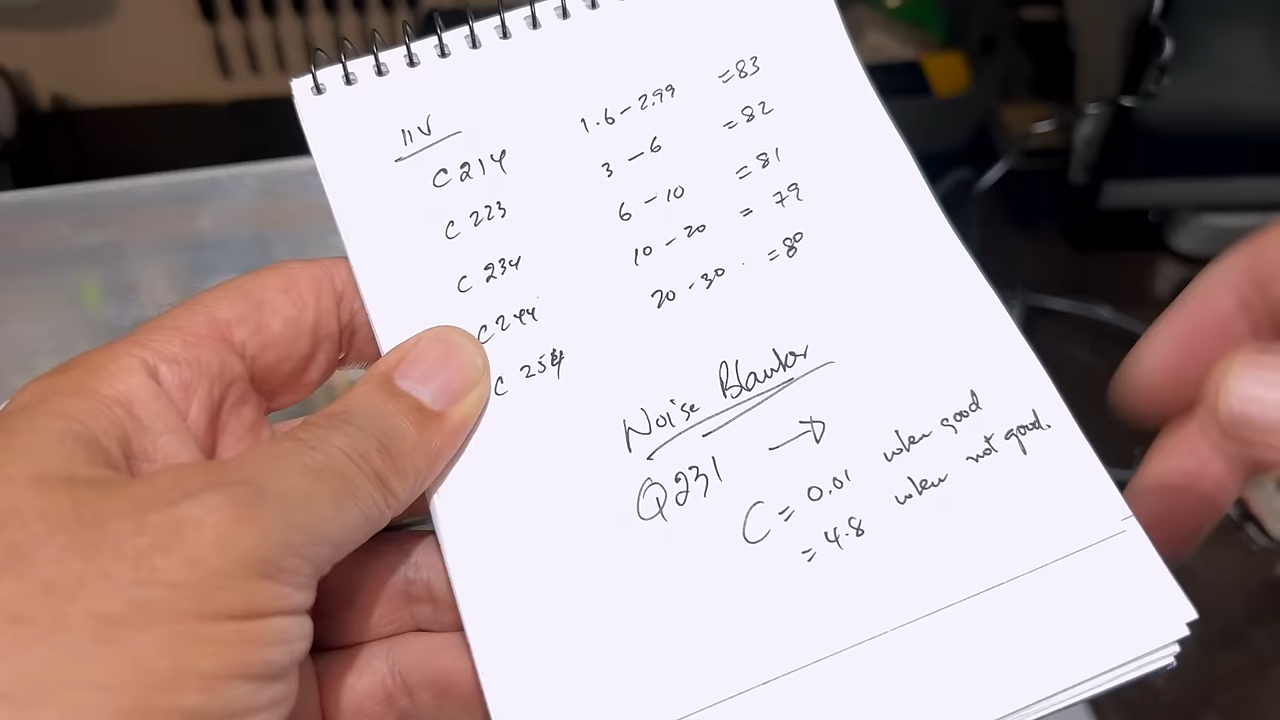 11V
C214 1.6-2.99 =83
C223 3-6 =82
C234 6-10 =81
C244 10-20 = 79
C254 20-30 =80
Noise Blanker
Q231 →
C = 0.01 when good
= 4.8 when not good.